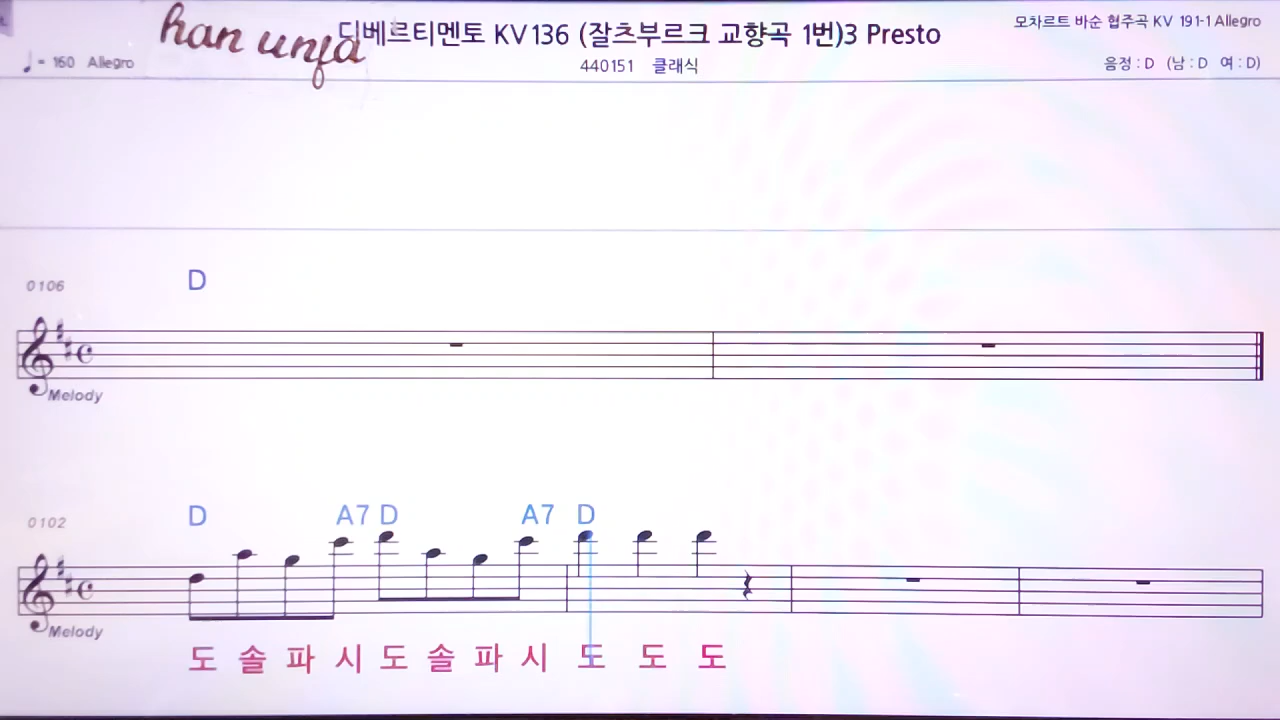 han unja
디베르티멘토 KV136 (잘츠부르크 교향곡 1번)3 Presto
모차르트 바순 협주곡 KV 191-1 Allegro
♩ = 160 Allegro
440151 클래식
음정 : D (남 : D 여 : D)
0106
D
Melody
0102
D A7 D A7 D
Melody
도 솔 파 시 도 솔 파 시 도 도 도